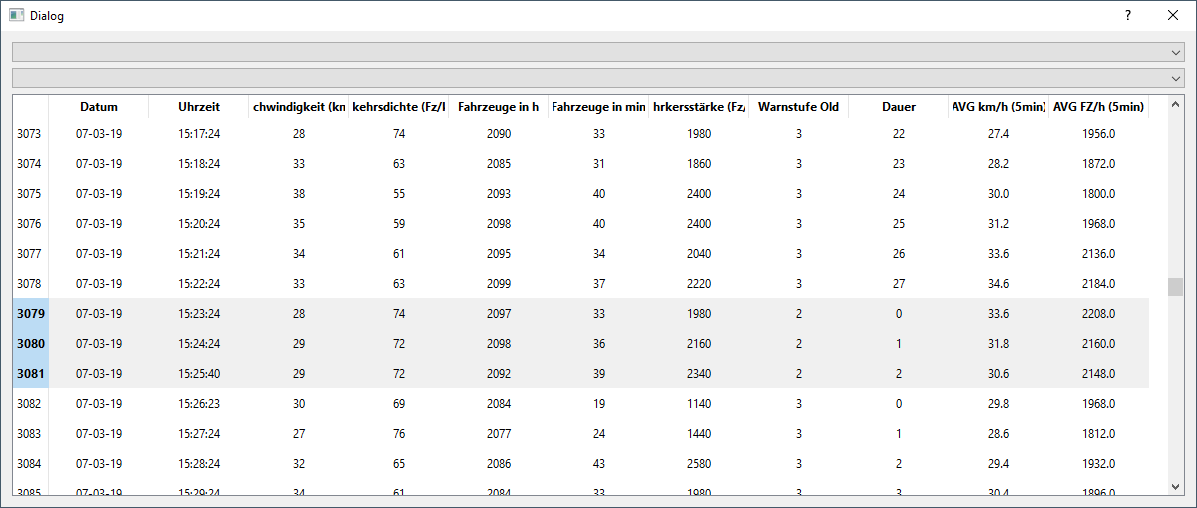 Dialog ?
Datum Uhrzeit chwindigkeit (km kehrsdichte (Fz/l Fahrzeuge in h Fahrzeuge in min hrkersstärke (Fz/ Warnstufe Old Dauer AVG km/h (5min) AVG FZ/h (5min)
3073 07-03-19 15:17:24 28 74 2090 33 1980 3 22 27.4 1956.0
3074 07-03-19 15:18:24 33 63 2085 31 1860 3 23 28.2 1872.0
3075 07-03-19 15:19:24 38 55 2093 40 2400 3 24 30.0 1800.0
3076 07-03-19 15:20:24 35 59 2098 40 2400 3 25 31.2 1968.0
3077 07-03-19 15:21:24 34 61 2095 34 2040 3 26 33.6 2136.0
3078 07-03-19 15:22:24 33 63 2099 37 2220 3 27 34.6 2184.0
3079 07-03-19 15:23:24 28 74 2097 33 1980 2 0 33.6 2208.0
3080 07-03-19 15:24:24 29 72 2098 36 2160 2 1 31.8 2160.0
3081 07-03-19 15:25:40 29 72 2092 39 2340 2 2 30.6 2148.0
3082 07-03-19 15:26:23 30 69 2084 19 1140 3 0 29.8 1968.0
3083 07-03-19 15:27:24 27 76 2077 24 1440 3 1 28.6 1812.0
3084 07-03-19 15:28:24 32 65 2086 43 2580 3 2 29.4 1932.0
3085 07-03-19 15:29:24 34 61 2084 33 1980 3 3 30.4 1896.0